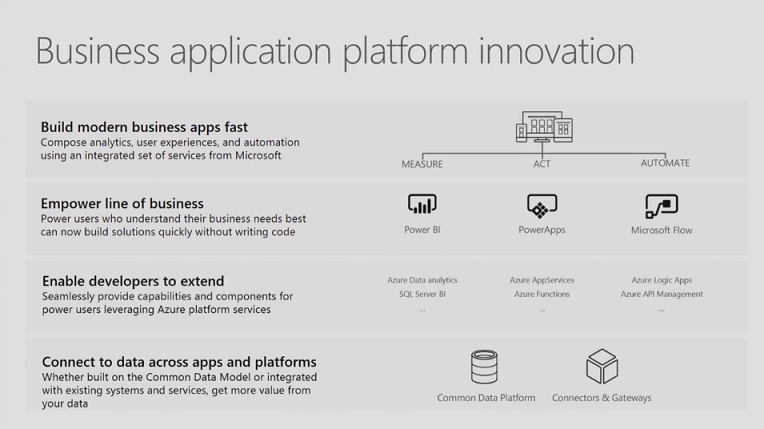 Business application platform innovation
Build modern business apps fast
Compose analytics, user experiences, and automation
using an integrated set of services from Microsoft
MEASURE
ACT
AUTOMATE
Empower line of business
Power users who understand their business needs best
can now build solutions quickly without writing code
Power BI
PowerApps
Microsoft Flow
Enable developers to extend
Seamlessly provide capabilities and components for
power users leveraging Azure platform services
Azure Data analytics
SQL Server BI
...
Azure AppServices
Azure Functions
...
Azure Logic Apps
Azure API Management
...
Connect to data across apps and platforms
Whether built on the Common Data Model or integrated
with existing systems and services, get more value from
your data
Common Data Platform
Connectors & Gateways